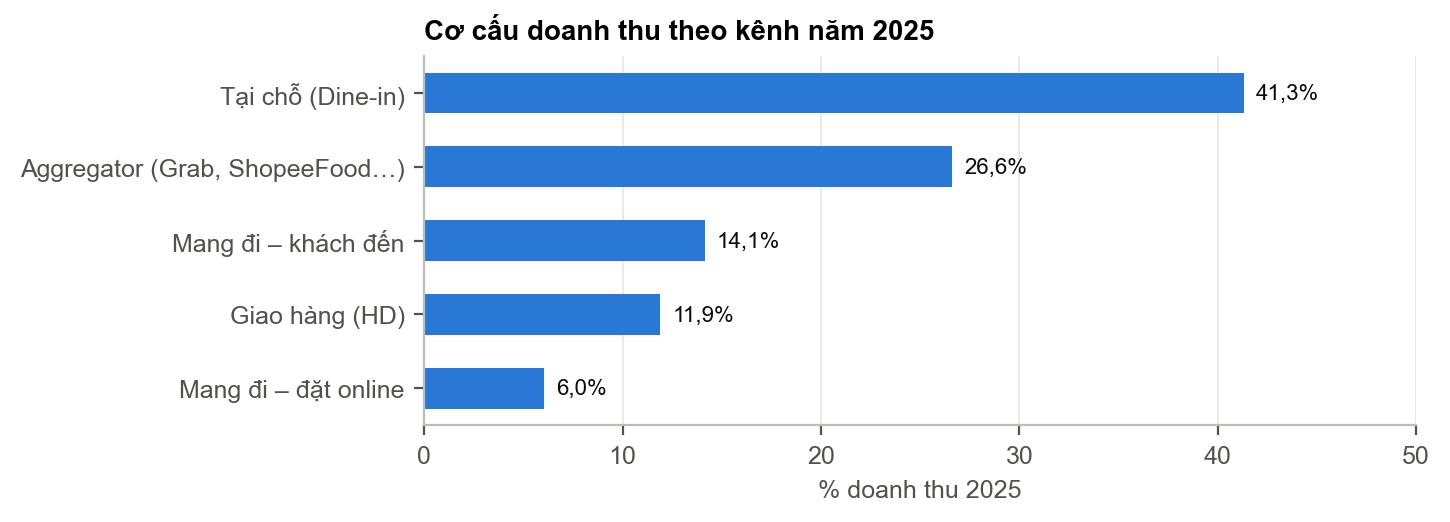 Cơ cấu doanh thu theo kênh năm 2025
Tại chỗ (Dine-in)
41,3%
Aggregator (Grab, ShopeeFood…)
26,6%
Mang đi – khách đến
14,1%
Giao hàng (HD)
11,9%
Mang đi – đặt online
6,0%
0 10 20 30 40 50
% doanh thu 2025